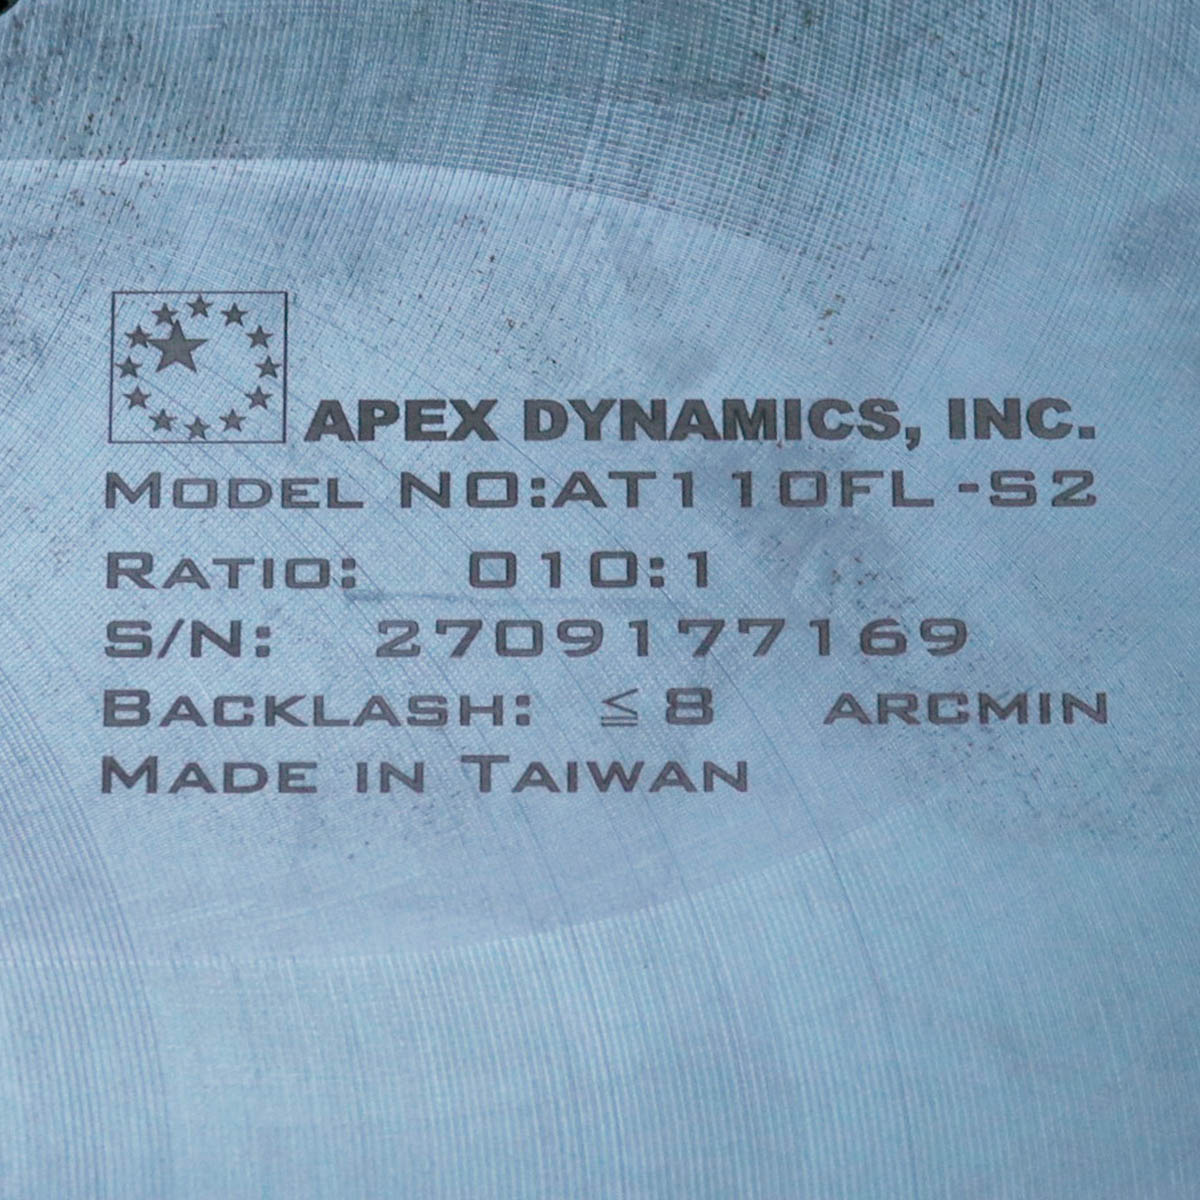 APEX DYNAMICS, INC.
MODEL NO:AT110FL-S2
RATIO: 010:1
S/N: 2709177169
BACKLASH: ≦8 ARCMIN
MADE IN TAIWAN